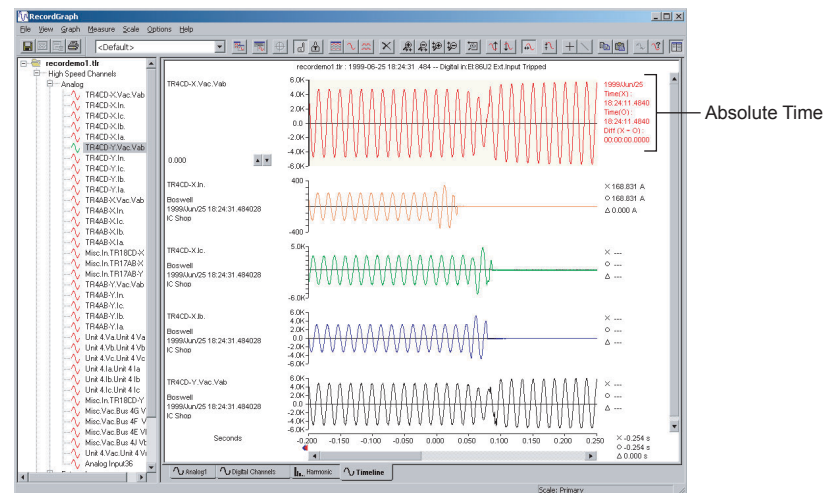 RecordGraph
File View Graph Measure Scale Options Help
<Default>
recordemo1.tlr
High Speed Channels
Analog
TR4CD-X.Vac.Vab
TR4CD-X.In.
TR4CD-X.Ic.
TR4CD-X.Ib.
TR4CD-X.Ia.
TR4CD-Y.Vac.Vab
TR4CD-Y.In.
TR4CD-Y.Ic.
TR4CD-Y.Ib.
TR4CD-Y.Ia.
TR4AB-X.Vac.Vab
TR4AB-X.In.
TR4AB-X.Ic.
TR4AB-X.Ib.
TR4AB-X.Ia.
Misc.In.TR18CD-X
Misc.In.TR17AB-X
Misc.In.TR17AB-Y
TR4AB-Y.Vac.Vab
TR4AB-Y.In.
TR4AB-Y.Ic.
TR4AB-Y.Ib.
TR4AB-Y.Ia.
Unit 4.Va.Unit 4 Va
Unit 4.Vb.Unit 4 Vb
Unit 4.Vc.Unit 4 Vc
Unit 4.Ia.Unit 4 Ia
Unit 4.Ib.Unit 4 Ib
Unit 4.Ic.Unit 4 Ic
Misc.In.TR18CD-Y
Misc.Vac.Bus 4G V
Misc.Vac.Bus 4F V
Misc.Vac.Bus 4E V
Misc.Vac.Bus 4J Vb
Unit 4.Vac.Unit 4 V
Analog Input36
recordemo1.tlr : 1999-06-25 18:24:31 .484 -- Digital in:Et 86U2 Ext.Input Tripped
TR4CD-X.Vac.Vab
0.000
6.0K
4.0K
2.0K
0.0
-2.0K
-4.0K
-6.0K
1999/Jun/25
Time(X) :
18:24:11.4840
Time(O) :
18:24:11.4840
Diff (X - O) :
00:00:00.0000
Absolute Time
TR4CD-X.In.
Boswell
1999/Jun/25 18:24:31.484028
IC Shop
400
-400
X 168.831 A
O 168.831 A
Δ 0.000 A
TR4CD-X.Ic.
Boswell
1999/Jun/25 18:24:31.484028
IC Shop
5.0K
-6.0K
X ---
O ---
Δ ---
TR4CD-X.Ib.
Boswell
1999/Jun/25 18:24:31.484028
IC Shop
6.0K
4.0K
2.0K
0.0
-2.0K
-4.0K
-6.0K
X ---
O ---
Δ ---
TR4CD-Y.Vac.Vab
Boswell
1999/Jun/25 18:24:31.484028
IC Shop
6.0K
4.0K
2.0K
0.0
-2.0K
-4.0K
-6.0K
X ---
O ---
Δ ---
Seconds
-0.200 -0.150 -0.100 -0.050 0.000 0.050 0.100 0.150 0.200 0.250
X -0.254 s
O -0.254 s
Δ 0.000 s
Analog1 Digital Channels Harmonic Timeline
Scale: Primary